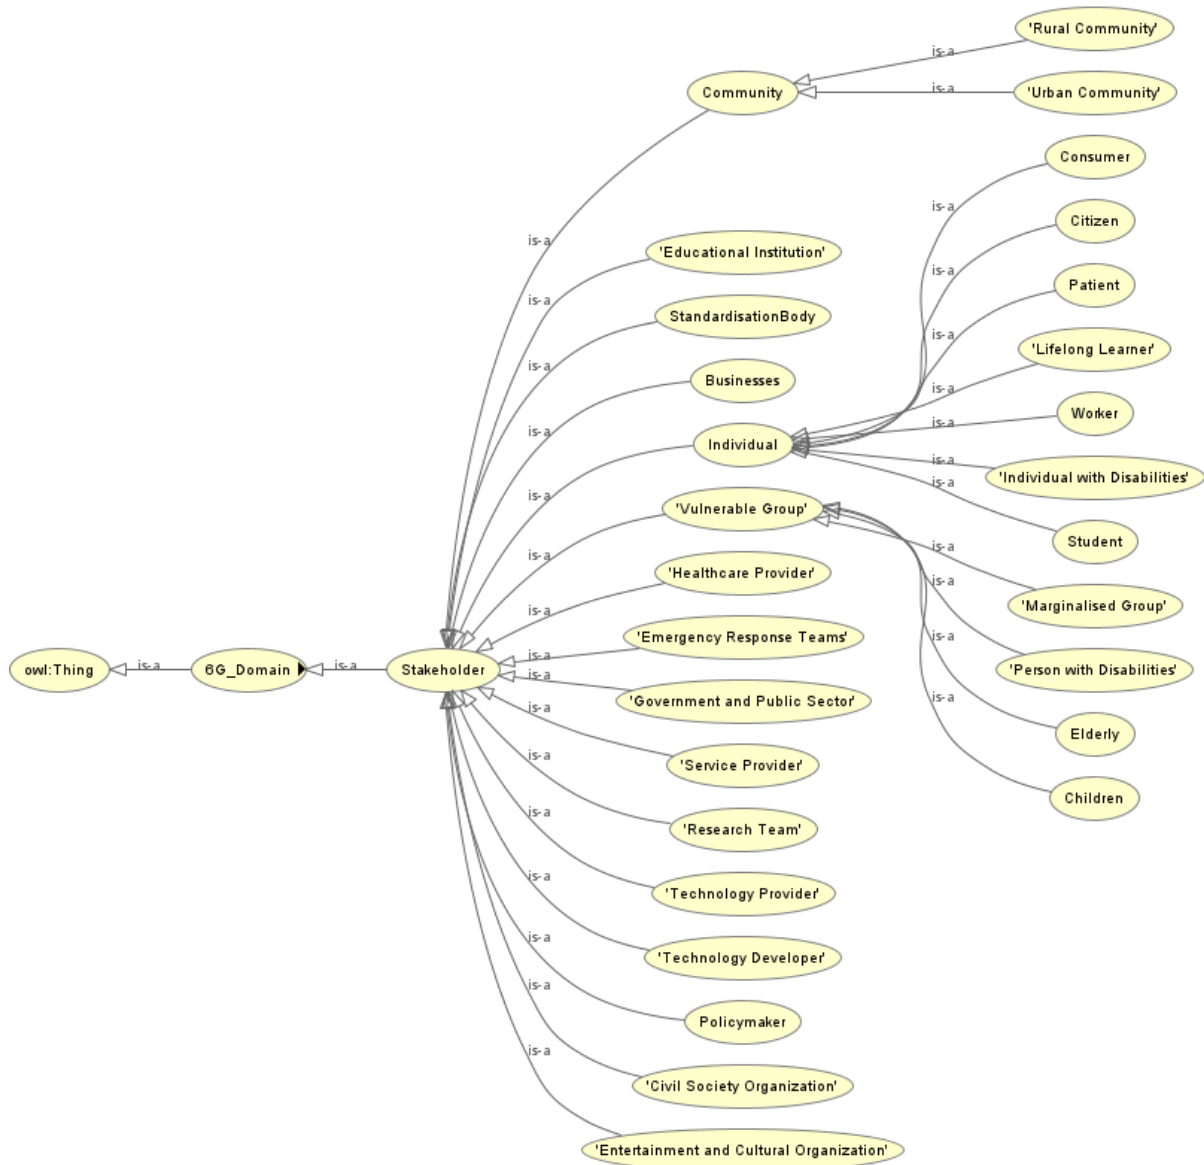 'Rural Community'
is-a
Community
is-a
'Urban Community'
Consumer
is-a
Citizen
is-a
'Educational Institution'
is-a
Patient
is-a
StandardisationBody
is-a
'Lifelong Learner'
is-a
Businesses
is-a
Worker
is-a
Individual
is-a
'Individual with Disabilities'
is-a
is-a
'Vulnerable Group'
is-a
Student
is-a
'Healthcare Provider'
is-a
'Marginalised Group'
is-a
'Emergency Response Teams'
is-a
owl:Thing
is-a
6G_Domain
is-a
Stakeholder
is-a
'Person with Disabilities'
is-a
'Government and Public Sector'
is-a
Elderly
is-a
'Service Provider'
is-a
Children
is-a
'Research Team'
is-a
'Technology Provider'
is-a
'Technology Developer'
is-a
Policymaker
is-a
'Civil Society Organization'
is-a
'Entertainment and Cultural Organization'